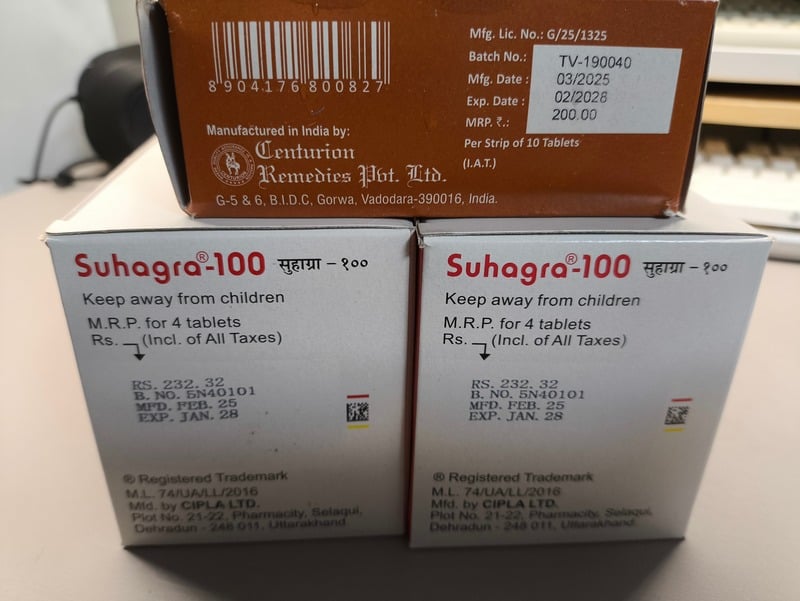 8 904176 800827
Manufactured in India by:
Centurion
Remedies Pvt. Ltd.
G-5 & 6, B.I.D.C, Gorwa, Vadodara-390016, India.
Mfg. Lic. No.: G/25/1325
Batch No.: TV-190040
Mfg. Date : 03/2025
Exp. Date : 02/2028
MRP. ₹.: 200.00
Per Strip of 10 Tablets
(I.A.T.)
Suhagra®-100 सुहाग्रा – १००
Keep away from children
M.R.P. for 4 tablets
Rs. (Incl. of All Taxes)
RS. 232. 32
B. NO. 5N40101
MFD. FEB. 25
EXP. JAN. 28
® Registered Trademark
M.L. 74/UA/LL/2016
Mfd. by CIPLA LTD.
Plot No. 21-22, Pharmacity, Selaqui,
Dehradun - 248 011, Uttarakhand
Suhagra®-100 सुहाग्रा – १००
Keep away from children
M.R.P. for 4 tablets
Rs. (Incl. of All Taxes)
RS. 232. 32
B. NO. 5N40101
MFD. FEB. 25
EXP. JAN. 28
® Registered Trademark
M.L. 74/UA/LL/2016
Mfd. by CIPLA LTD.
Plot No. 21-22, Pharmacity, Selaqui,
Dehradun - 248 011, Uttarakhand